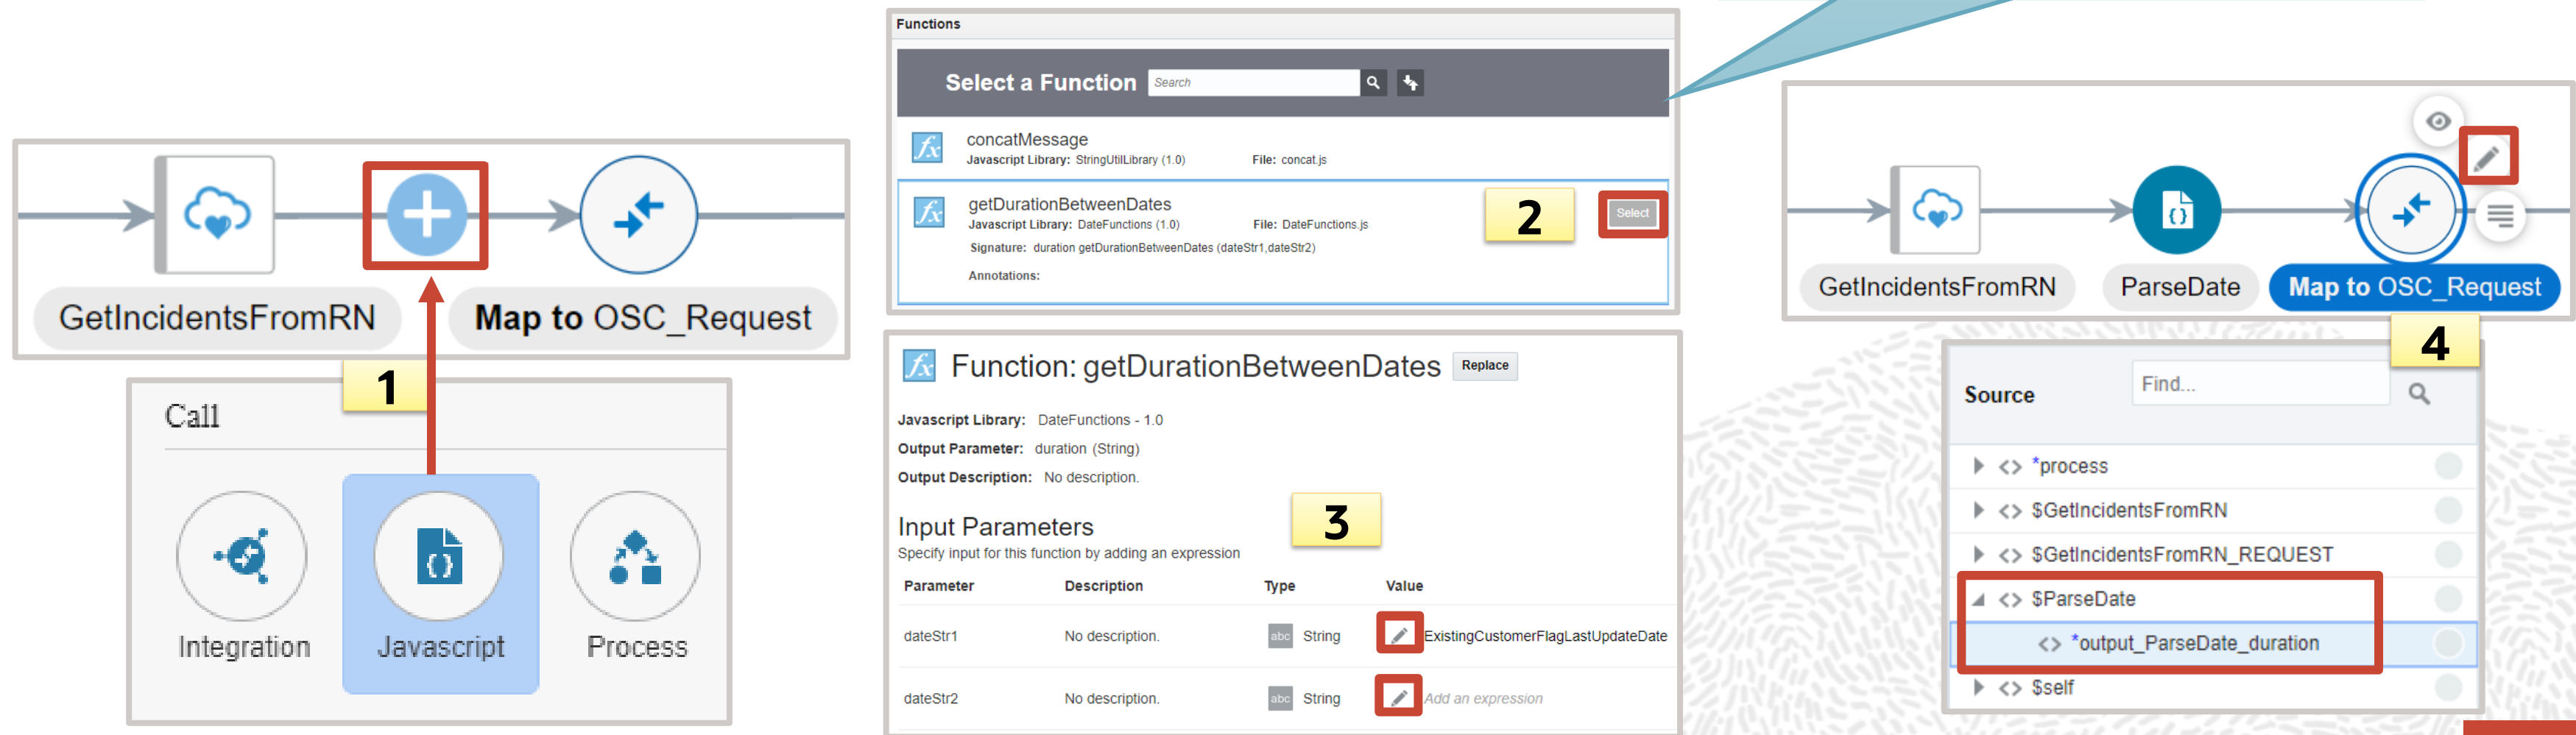 GetIncidentsFromRN
Map to OSC_Request
1
Call
Integration
Javascript
Process
Functions
Select a Function
Search
concatMessage
Javascript Library: StringUtilLibrary (1.0) File: concat.js
getDurationBetweenDates
Javascript Library: DateFunctions (1.0) File: DateFunctions.js
Signature: duration getDurationBetweenDates (dateStr1,dateStr2)
Annotations:
2
Select
Function: getDurationBetweenDates
Replace
Javascript Library: DateFunctions - 1.0
Output Parameter: duration (String)
Output Description: No description.
Input Parameters
3
Specify input for this function by adding an expression
Parameter Description Type Value
dateStr1 No description. abc String ExistingCustomerFlagLastUpdateDate
dateStr2 No description. abc String Add an expression
GetIncidentsFromRN
ParseDate
Map to OSC_Request
4
Source
Find...
<> *process
<> $GetIncidentsFromRN
<> $GetIncidentsFromRN_REQUEST
<> $ParseDate
<> *output_ParseDate_duration
<> $self